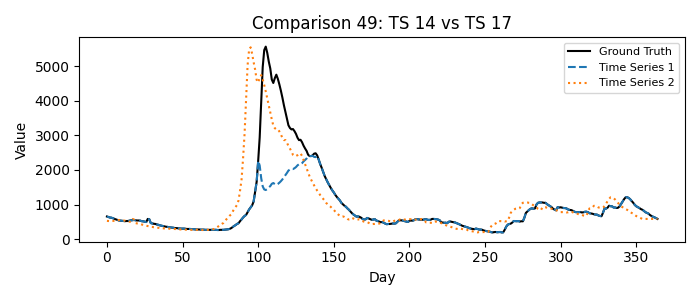 Comparison 49: TS 14 vs TS 17
Ground Truth
Time Series 1
Time Series 2
Value
5000
4000
3000
2000
1000
0
0 50 100 150 200 250 300 350
Day